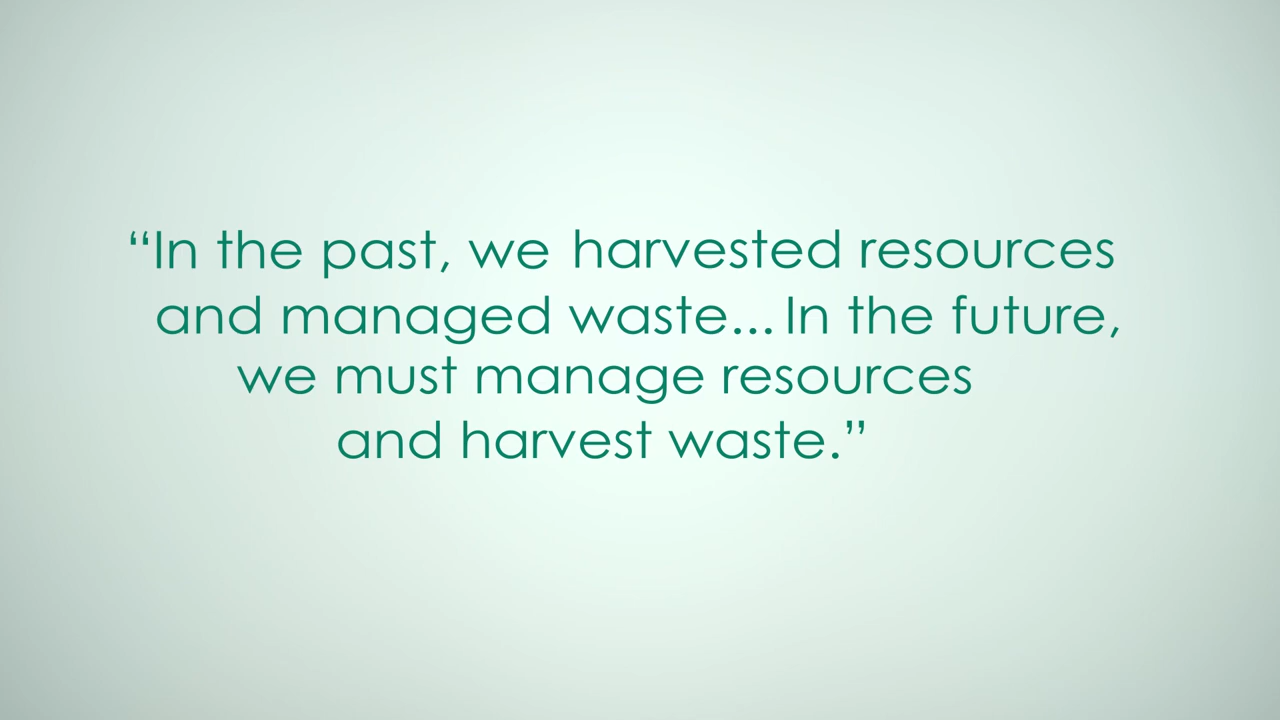 “In the past, we harvested resources
and managed waste... In the future,
we must manage resources
and harvest waste.”